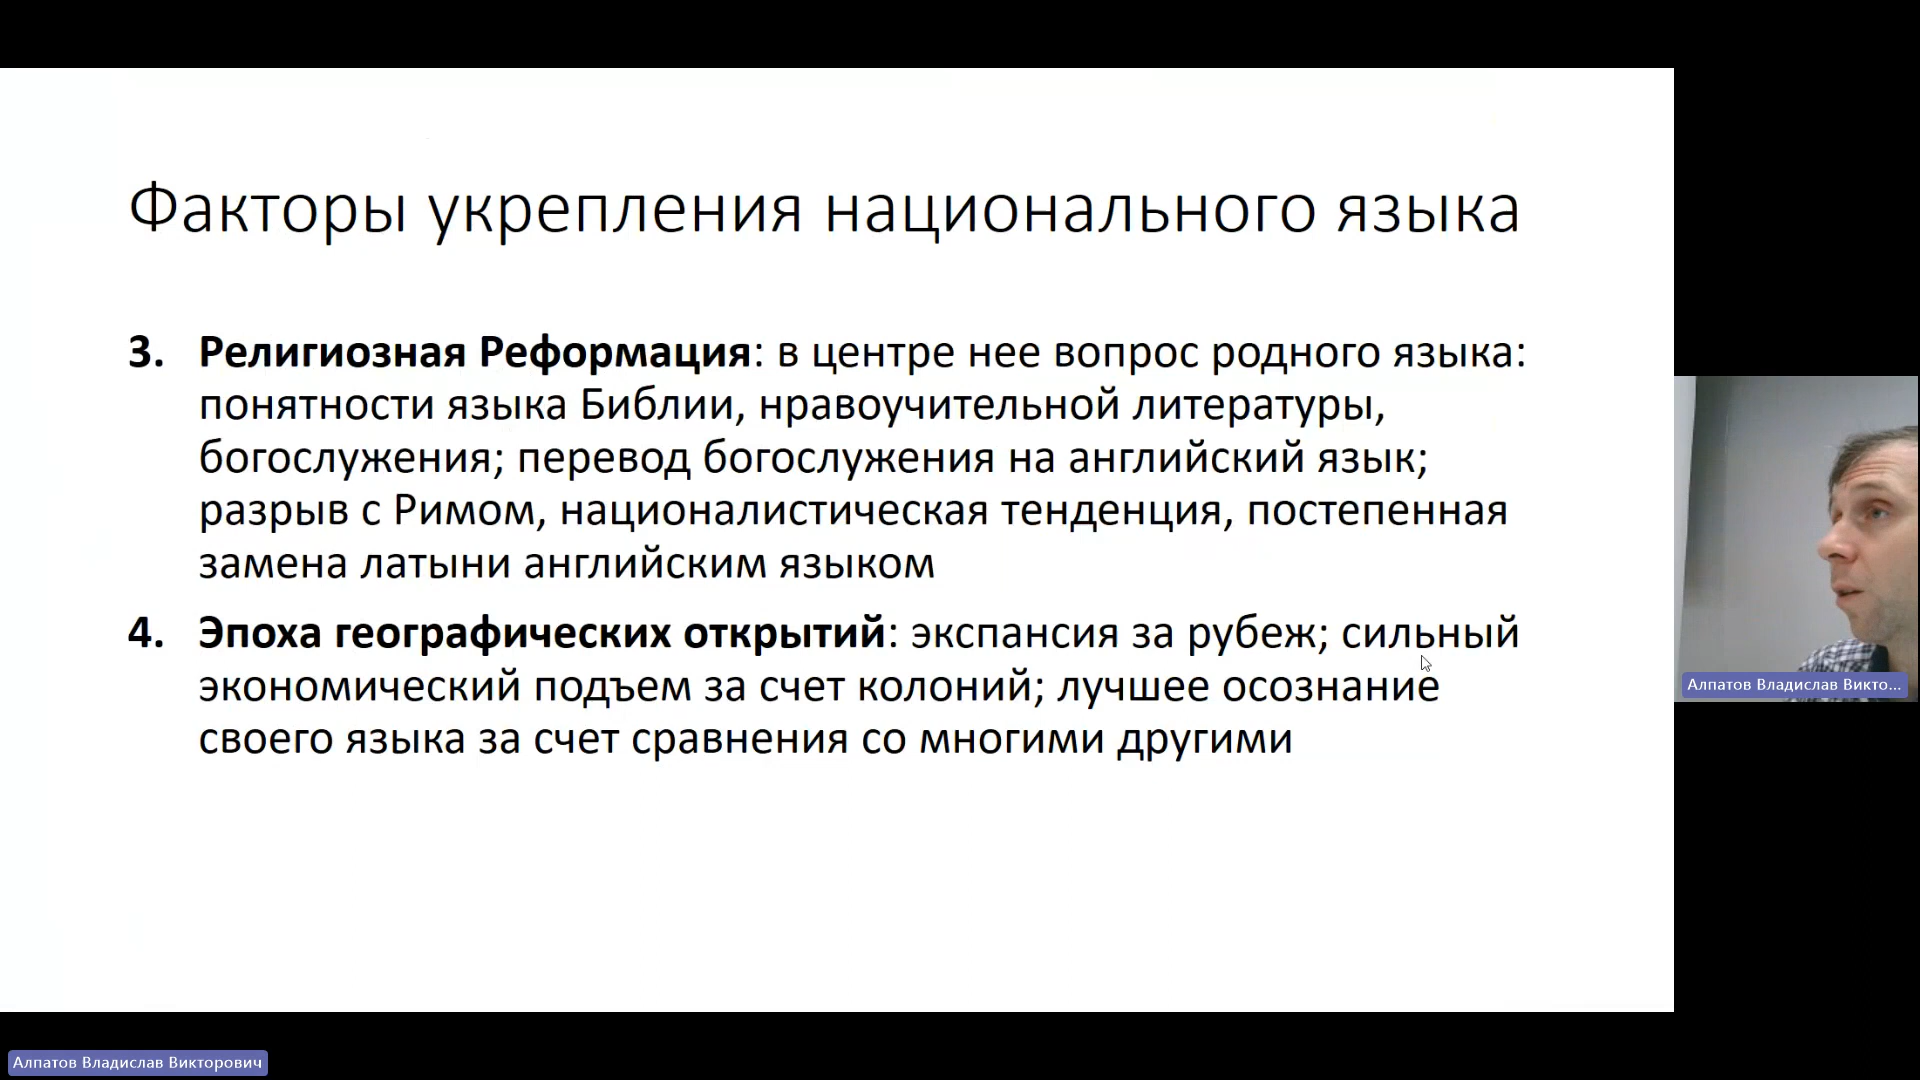 Факторы укрепления национального языка
3. Религиозная Реформация: в центре нее вопрос родного языка:
понятности языка Библии, нравоучительной литературы,
богослужения; перевод богослужения на английский язык;
разрыв с Римом, националистическая тенденция, постепенная
замена латыни английским языком
4. Эпоха географических открытий: экспансия за рубеж; сильный
экономический подъем за счет колоний; лучшее осознание
своего языка за счет сравнения со многими другими
Алпатов Владислав Викто...
Алпатов Владислав Викторович